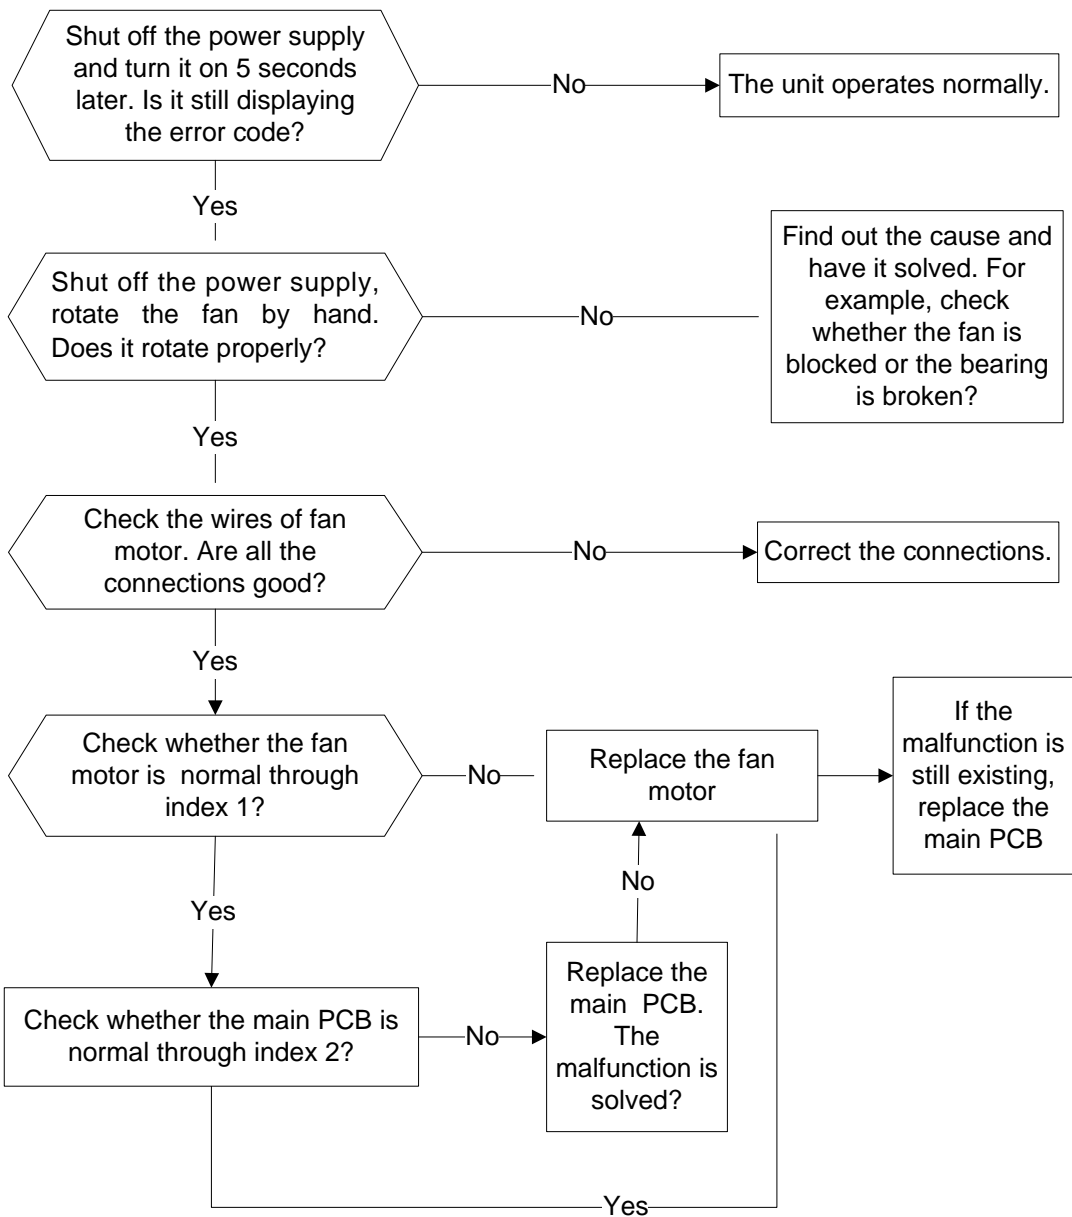 Shut off the power supply
and turn it on 5 seconds
later. Is it still displaying
the error code?
No
The unit operates normally.
Yes
Shut off the power supply,
rotate the fan by hand.
Does it rotate properly?
No
Find out the cause and
have it solved. For
example, check
whether the fan is
blocked or the bearing
is broken?
Yes
Check the wires of fan
motor. Are all the
connections good?
No
Correct the connections.
Yes
Check whether the fan
motor is normal through
index 1?
No
Replace the fan
motor
If the
malfunction is
still existing,
replace the
main PCB
Yes
No
Check whether the main PCB is
normal through index 2?
No
Replace the
main PCB.
The
malfunction is
solved?
Yes